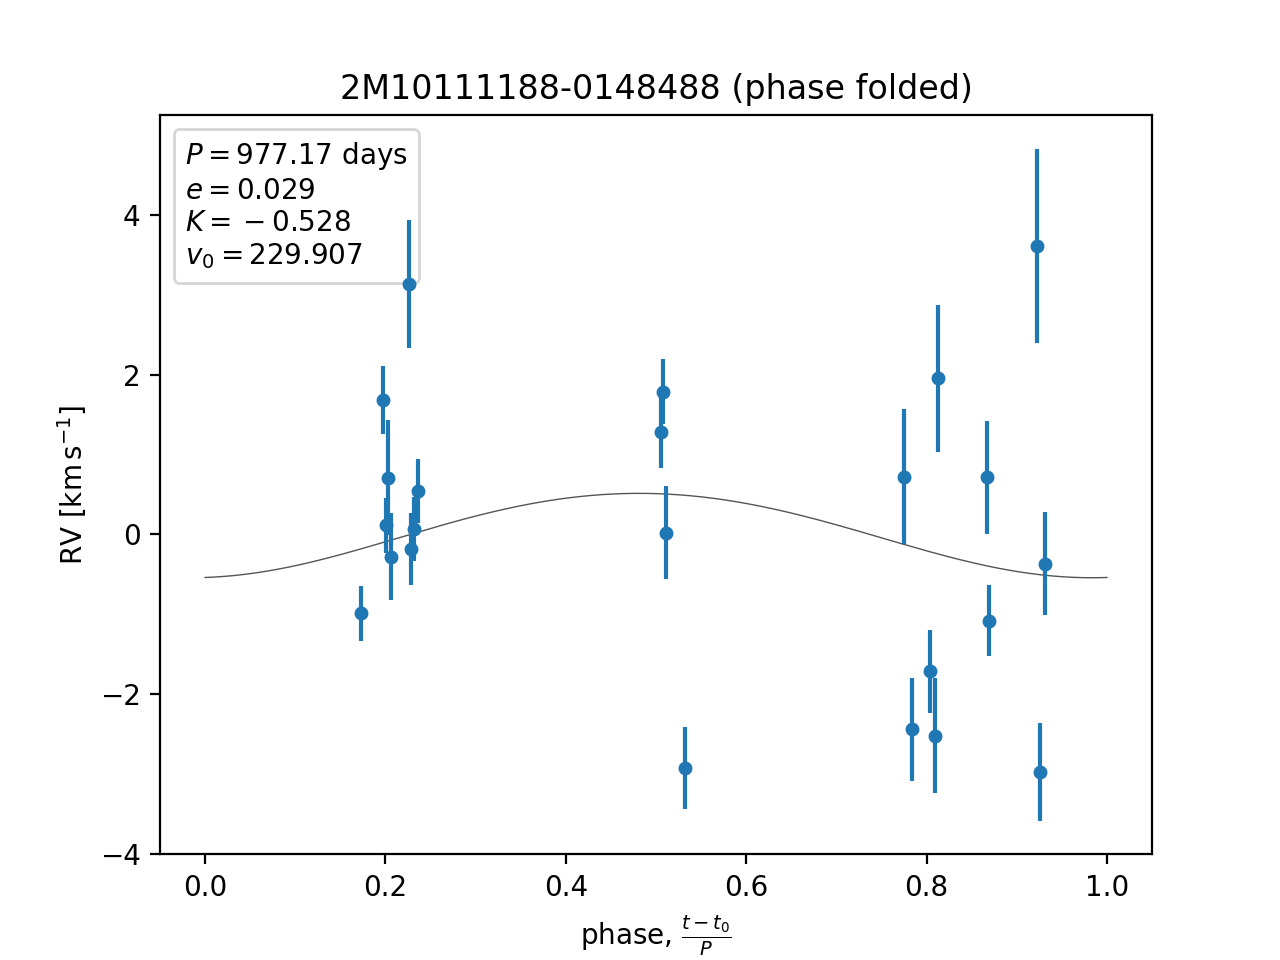 2M10111188-0148488 (phase folded)
P = 977.17 days
e = 0.029
K = −0.528
v₀ = 229.907
4
2
0
−2
−4
RV [km s⁻¹]
0.0 0.2 0.4 0.6 0.8 1.0
phase, (t − t₀)/P